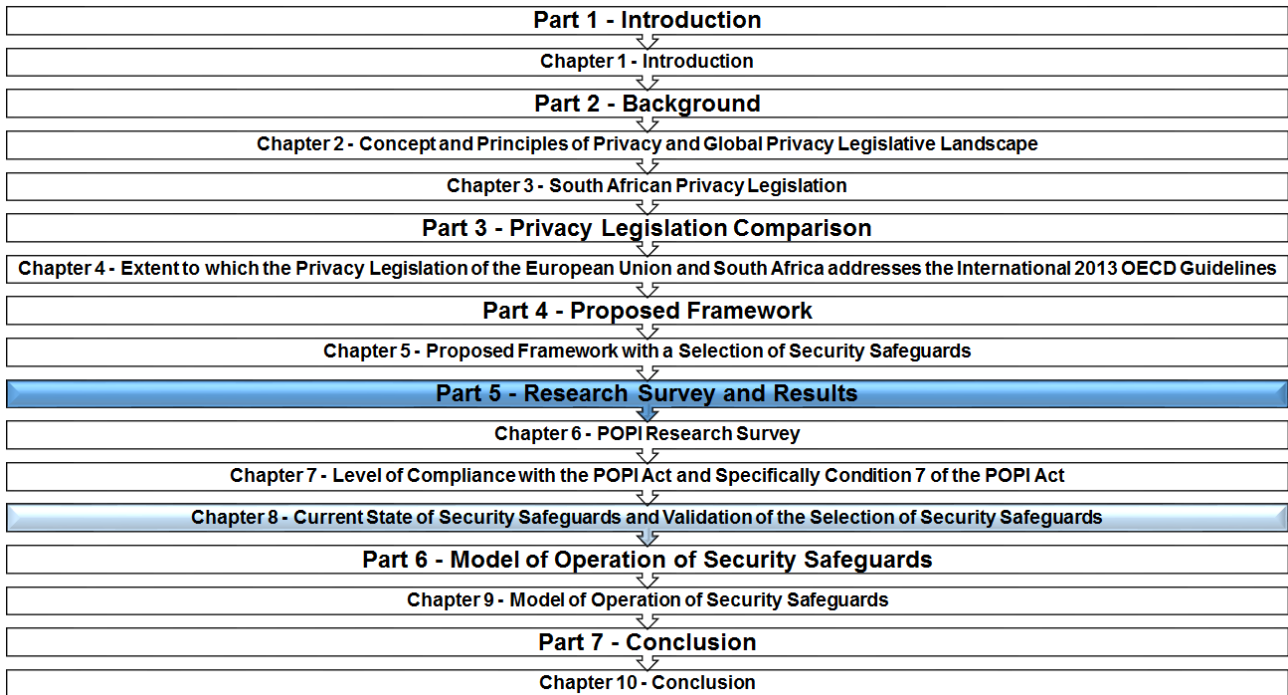 Part 1 - Introduction
Chapter 1 - Introduction
Part 2 - Background
Chapter 2 - Concept and Principles of Privacy and Global Privacy Legislative Landscape
Chapter 3 - South African Privacy Legislation
Part 3 - Privacy Legislation Comparison
Chapter 4 - Extent to which the Privacy Legislation of the European Union and South Africa addresses the International 2013 OECD Guidelines
Part 4 - Proposed Framework
Chapter 5 - Proposed Framework with a Selection of Security Safeguards
Part 5 - Research Survey and Results
Chapter 6 - POPI Research Survey
Chapter 7 - Level of Compliance with the POPI Act and Specifically Condition 7 of the POPI Act
Chapter 8 - Current State of Security Safeguards and Validation of the Selection of Security Safeguards
Part 6 - Model of Operation of Security Safeguards
Chapter 9 - Model of Operation of Security Safeguards
Part 7 - Conclusion
Chapter 10 - Conclusion